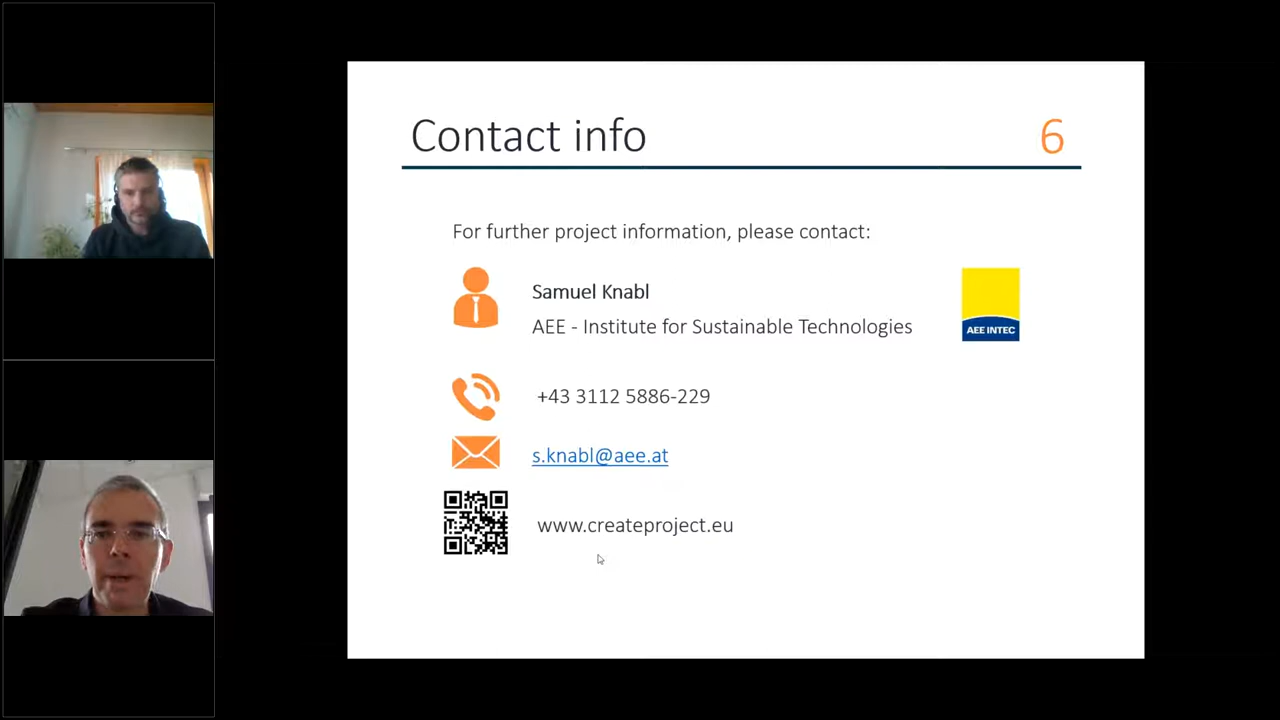 Contact info
6
For further project information, please contact:
Samuel Knabl
AEE - Institute for Sustainable Technologies
AEE INTEC
+43 3112 5886-229
s.knabl@aee.at
www.createproject.eu